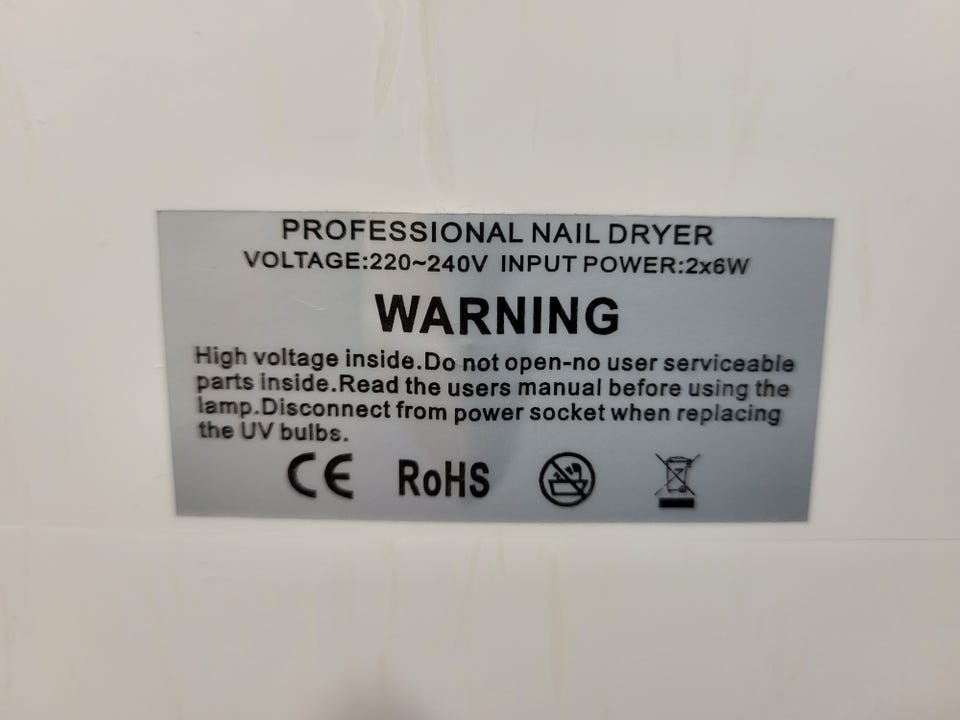 PROFESSIONAL NAIL DRYER
VOLTAGE:220~240V INPUT POWER:2x6W
WARNING
High voltage inside.Do not open-no user serviceable
parts inside.Read the users manual before using the
lamp.Disconnect from power socket when replacing
the UV bulbs.
CE RoHS